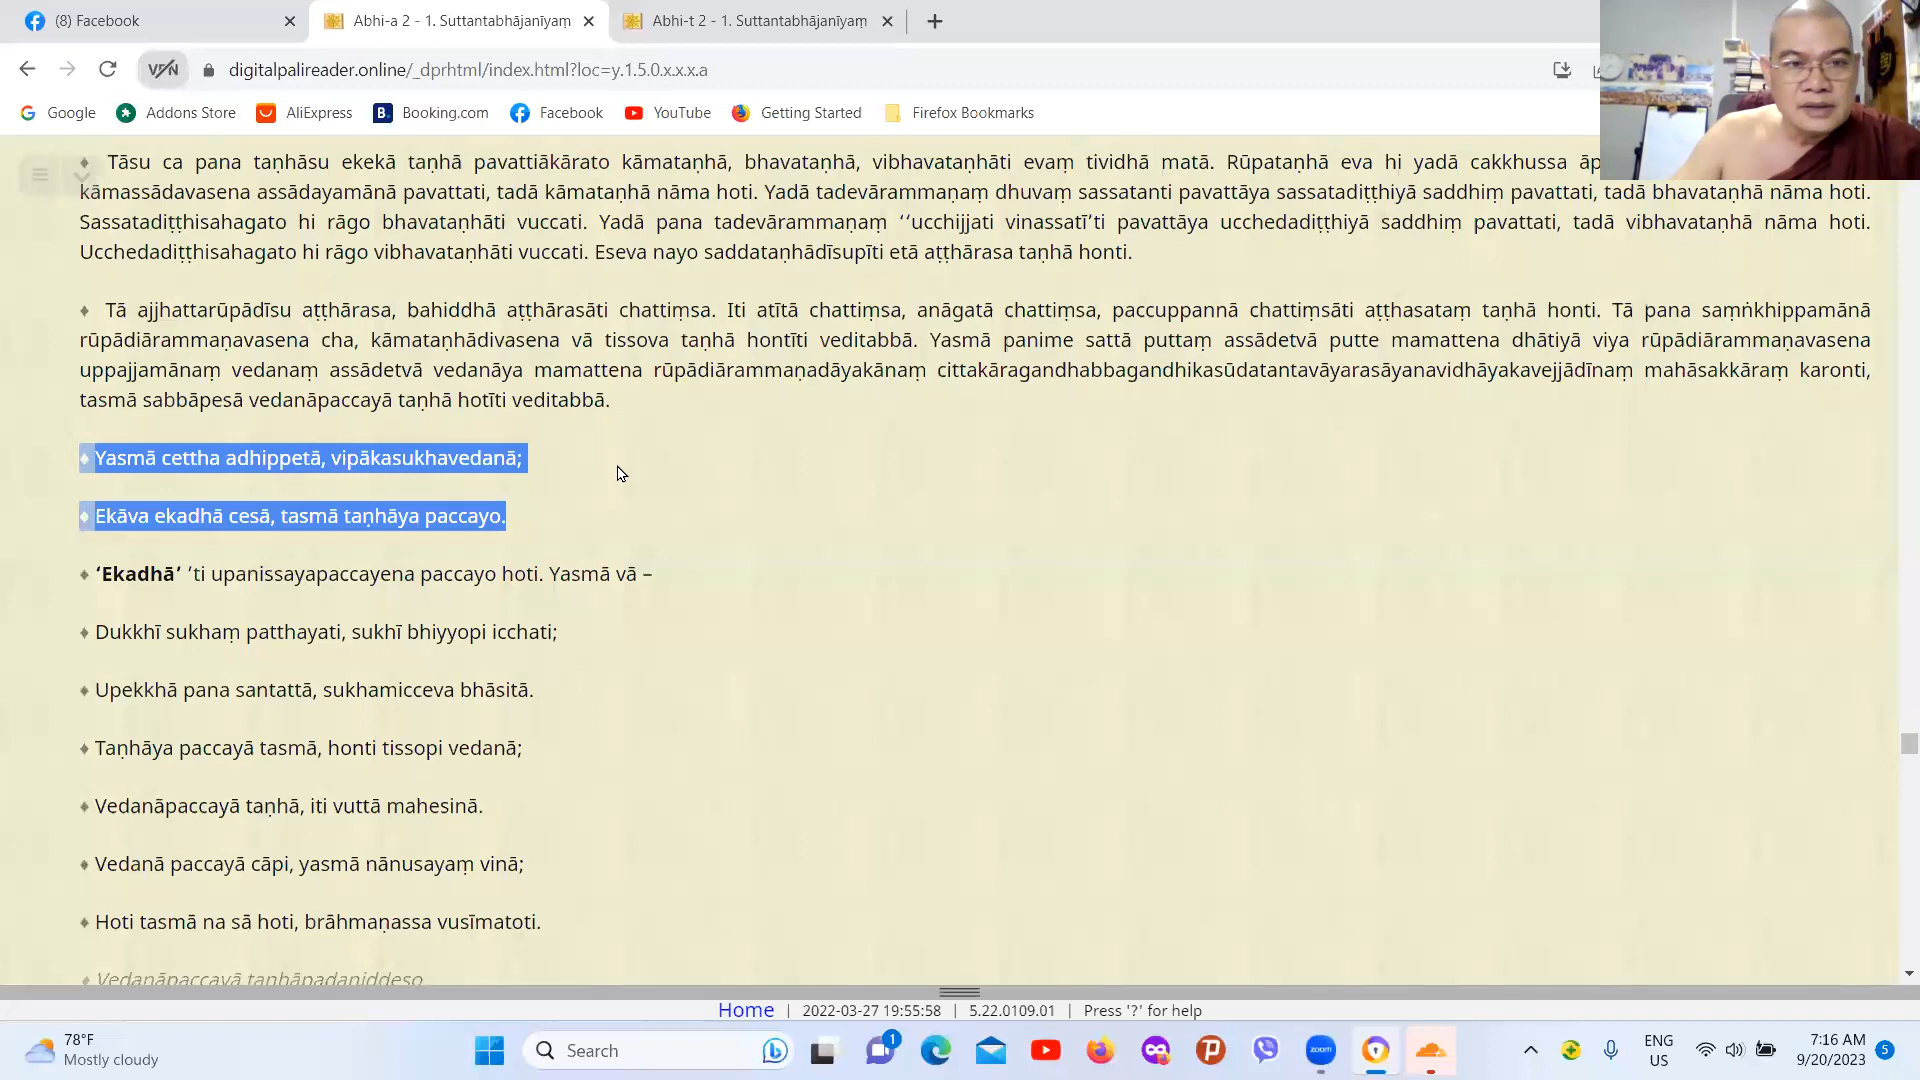 (8) Facebook
Abhi-a 2 - 1. Suttantabhājanīyaṃ
Abhi-t 2 - 1. Suttantabhājanīyaṃ
VPN
digitalpalireader.online/_dprhtml/index.html?loc=y.1.5.0.x.x.x.a
Google
Addons Store
AliExpress
Booking.com
Facebook
YouTube
Getting Started
Firefox Bookmarks
♦ Tāsu ca pana taṇhāsu ekekā taṇhā pavattiākārato kāmataṇhā, bhavataṇhā, vibhavataṇhāti evaṃ tividhā matā. Rūpataṇhā eva hi yadā cakkhussa
kāmassādavasena assādayamānā pavattati, tadā kāmataṇhā nāma hoti. Yadā tadevārammaṇaṃ dhuvaṃ sassatanti pavattāya sassatadiṭṭhiyā saddhiṃ pavattati, tadā bhavataṇhā nāma hoti.
Sassatadiṭṭhisahagato hi rāgo bhavataṇhāti vuccati. Yadā pana tadevārammaṇaṃ ‘‘ucchijjati vinassatī’ti pavattāya ucchedadiṭṭhiyā saddhiṃ pavattati, tadā vibhavataṇhā nāma hoti.
Ucchedadiṭṭhisahagato hi rāgo vibhavataṇhāti vuccati. Eseva nayo saddataṇhādīsupīti etā aṭṭhārasa taṇhā honti.
♦ Tā ajjhattarūpādīsu aṭṭhārasa, bahiddhā aṭṭhārasāti chattiṃsa. Iti atītā chattiṃsa, anāgatā chattiṃsa, paccuppannā chattiṃsāti aṭṭhasataṃ taṇhā honti. Tā pana saṃṅkhippamānā
rūpādiārammaṇavasena cha, kāmataṇhādivasena vā tissova taṇhā hontīti veditabbā. Yasmā panime sattā puttaṃ assādetvā putte mamattena dhātiyā viya rūpādiārammaṇavasena
uppajjamānaṃ vedanaṃ assādetvā vedanāya mamattena rūpādiārammaṇadāyakānaṃ cittakāragandhabbagandhikasūdatantavāyarasāyanavidhāyakavejjādīnaṃ mahāsakkāraṃ karonti,
tasmā sabbāpesā vedanāpaccayā taṇhā hotīti veditabbā.
♦ Yasmā cettha adhippetā, vipākasukhavedanā;
♦ Ekāva ekadhā cesā, tasmā taṇhāya paccayo.
♦ ‘Ekadhā’ ’ti upanissayapaccayena paccayo hoti. Yasmā vā –
♦ Dukkhī sukhaṃ patthayati, sukhī bhiyyopi icchati;
♦ Upekkhā pana santattā, sukhamicceva bhāsitā.
♦ Taṇhāya paccayā tasmā, honti tissopi vedanā;
♦ Vedanāpaccayā taṇhā, iti vuttā mahesinā.
♦ Vedanā paccayā cāpi, yasmā nānusayaṃ vinā;
♦ Hoti tasmā na sā hoti, brāhmaṇassa vusīmatoti.
♦ Vedanāpaccayā taṇhāpadaniddeso
Home | 2022-03-27 19:55:58 | 5.22.0109.01 | Press '?' for help
78°F
Mostly cloudy
Search
1
zoom
ENG
US
7:16 AM
9/20/2023
5